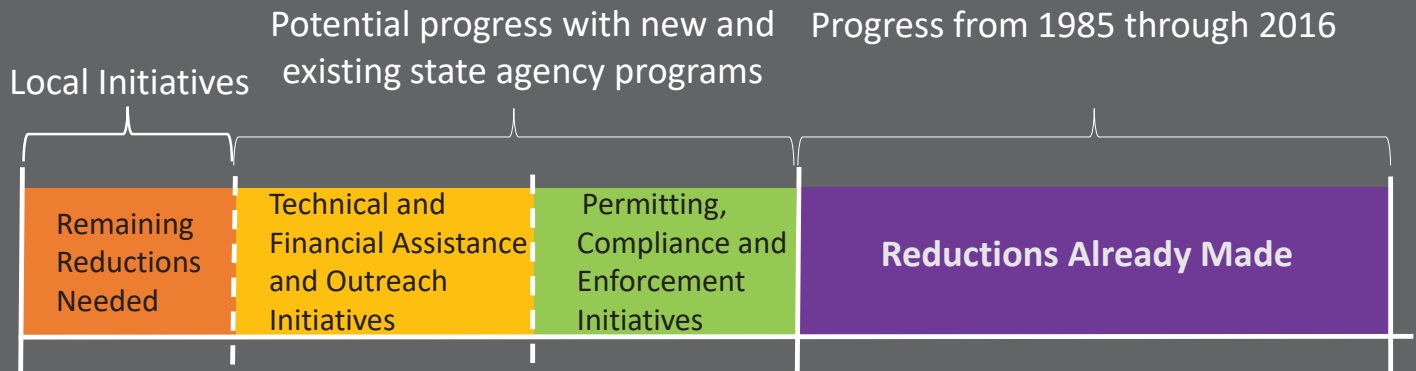 Local Initiatives
Potential progress with new and
existing state agency programs
Progress from 1985 through 2016
Remaining
Reductions
Needed
Technical and
Financial Assistance
and Outreach
Initiatives
Permitting,
Compliance and
Enforcement
Initiatives
Reductions Already Made